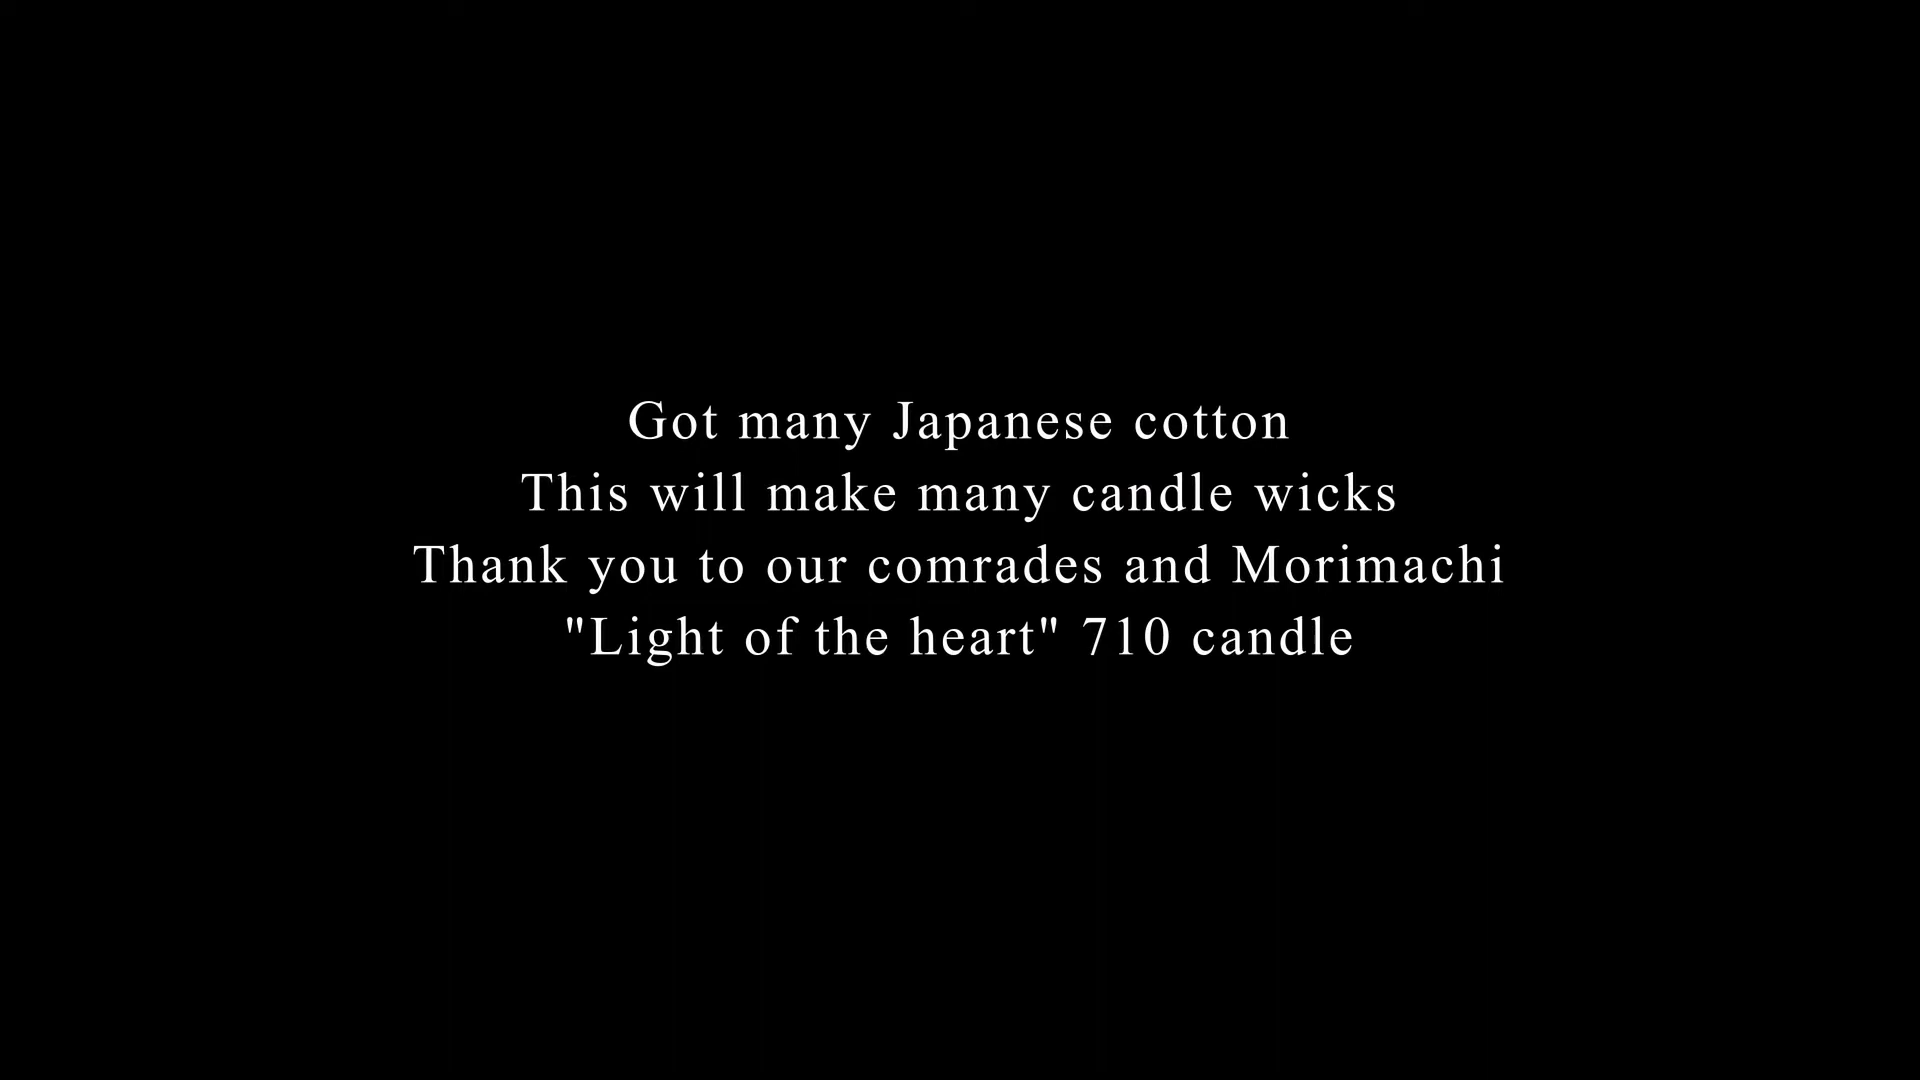 Got many Japanese cotton
This will make many candle wicks
Thank you to our comrades and Morimachi
"Light of the heart" 710 candle